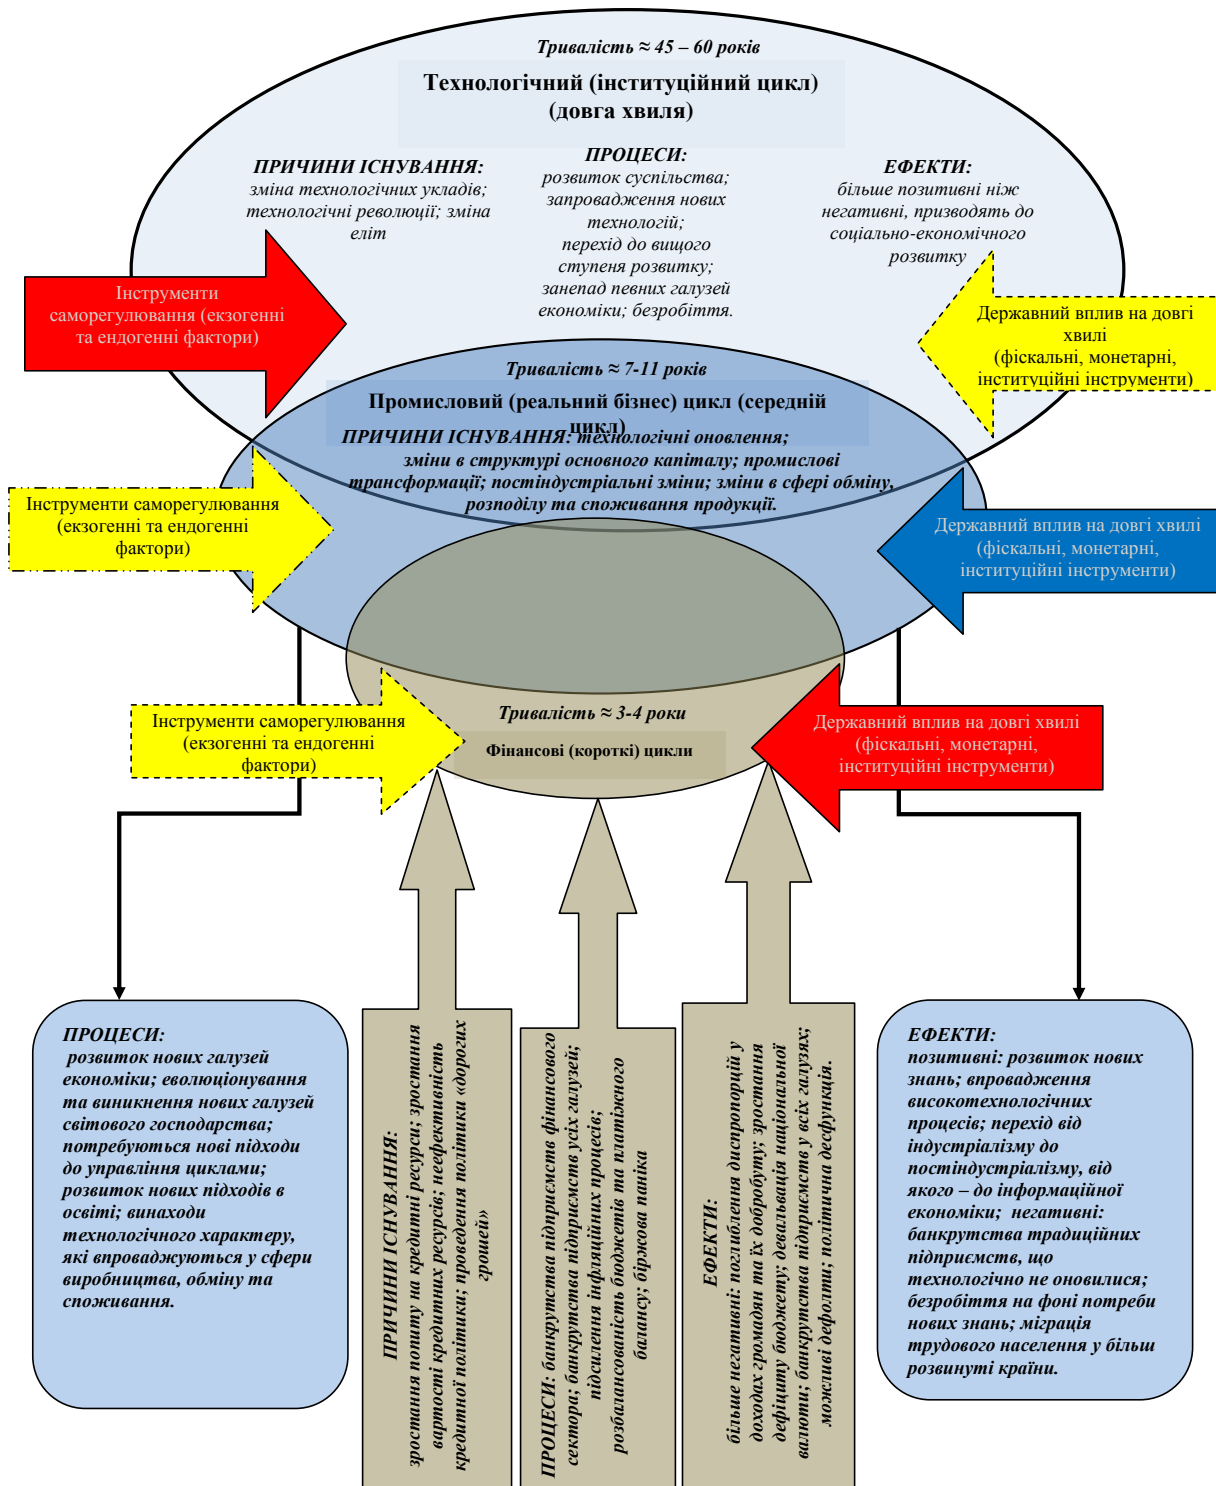 Тривалість ≈ 45 – 60 років
Технологічний (інституційний цикл)
(довга хвиля)
ПРИЧИНИ ІСНУВАННЯ:
зміна технологічних укладів;
технологічні революції; зміна
еліт
ПРОЦЕСИ:
розвиток суспільства;
запровадження нових
технологій;
перехід до вищого
ступеня розвитку;
занепад певних галузей
економіки; безробіття.
ЕФЕКТИ:
більше позитивні ніж
негативні, призводять до
соціально-економічного
розвитку
Інструменти
саморегулювання (екзогенні
та ендогенні фактори)
Державний вплив на довгі
хвилі
(фіскальні, монетарні,
інституційні інструменти)
Тривалість ≈ 7-11 років
Промисловий (реальний бізнес) цикл (середній
цикл)
ПРИЧИНИ ІСНУВАННЯ: технологічні оновлення;
зміни в структурі основного капіталу; промислові
трансформації; постіндустріальні зміни; зміни в сфері обміну,
розподілу та споживання продукції.
Інструменти саморегулювання
(екзогенні та ендогенні
фактори)
Державний вплив на довгі хвилі
(фіскальні, монетарні,
інституційні інструменти)
Тривалість ≈ 3-4 роки
Фінансові (короткі) цикли
Інструменти саморегулювання
(екзогенні та ендогенні
фактори)
Державний вплив на довгі хвилі
(фіскальні, монетарні,
інституційні інструменти)
ПРОЦЕСИ:
розвиток нових галузей
економіки; еволюціонування
та виникнення нових галузей
світового господарства;
потребуються нові підходи
до управління циклами;
розвиток нових підходів в
освіті; винаходи
технологічного характеру,
які впроваджуються у сфери
виробництва, обміну та
споживання.
ПРИЧИНИ ІСНУВАННЯ:
зростання попиту на кредитні ресурси; зростання
вартості кредитних ресурсів; неефективність
кредитної політики; проведення політики «дорогих
грошей»
ПРОЦЕСИ: банкрутства підприємств фінансового
сектора; банкрутства підприємств усіх галузей;
підсилення інфляційних процесів;
розбалансованість бюджетів та платіжного
балансу; біржова паніка
ЕФЕКТИ:
більше негативні: поглиблення диспропорцій у
доходах громадян та їх добробуту; зростання
дефіциту бюджету; девальвація національної
валюти; банкрутства підприємств у всіх галузях;
можливі дефолти; політична десфункція.
ЕФЕКТИ:
позитивні: розвиток нових
знань; впровадження
високотехнологічних
процесів; перехід від
індустріалізму до
постіндустріалізму, від
якого – до інформаційної
економіки; негативні:
банкрутства традиційних
підприємств, що
технологічно не оновилися;
безробіття на фоні потреби
нових знань; міграція
трудового населення у більш
розвинуті країни.